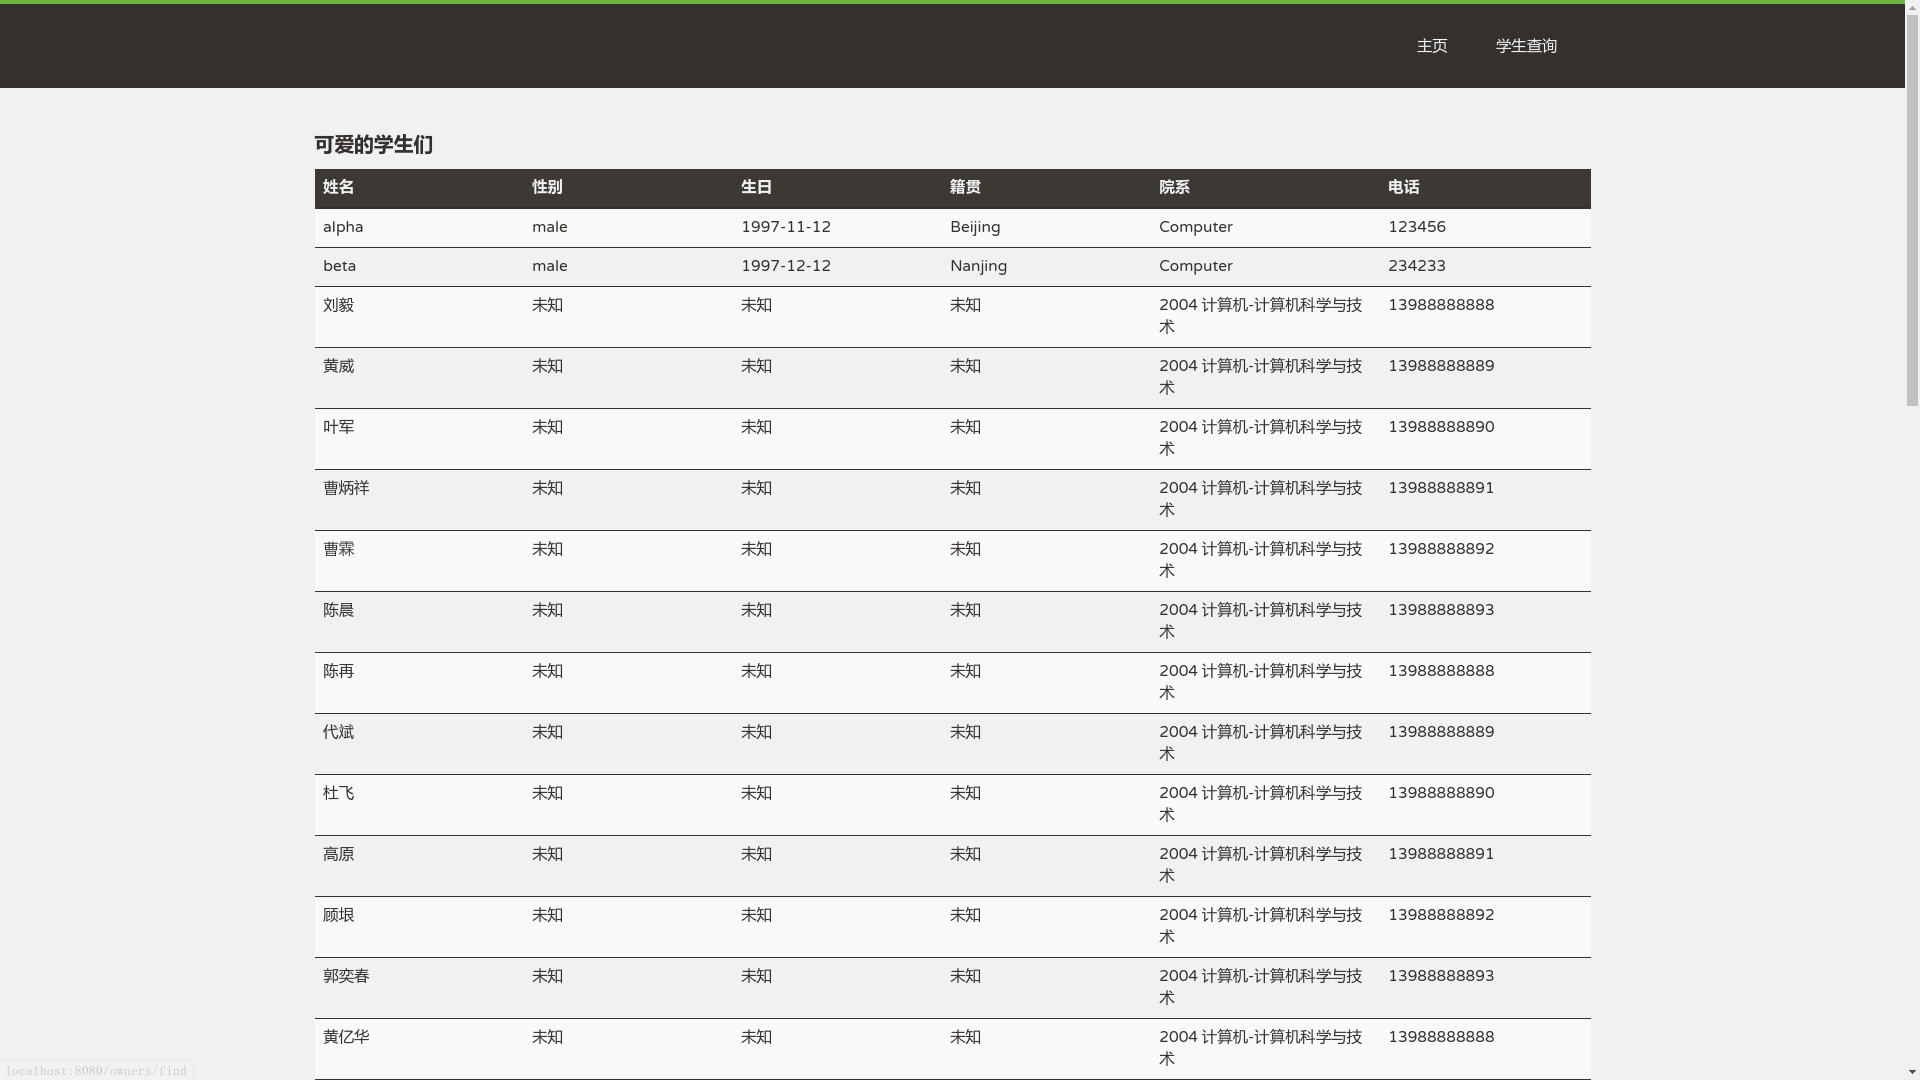 主页 学生查询
可爱的学生们
姓名 性别 生日 籍贯 院系 电话
alpha male 1997-11-12 Beijing Computer 123456
beta male 1997-12-12 Nanjing Computer 234233
刘毅 未知 未知 未知 2004 计算机-计算机科学与技 13988888888
术
黄威 未知 未知 未知 2004 计算机-计算机科学与技 13988888889
术
叶军 未知 未知 未知 2004 计算机-计算机科学与技 13988888890
术
曹炳祥 未知 未知 未知 2004 计算机-计算机科学与技 13988888891
术
曹霖 未知 未知 未知 2004 计算机-计算机科学与技 13988888892
术
陈晨 未知 未知 未知 2004 计算机-计算机科学与技 13988888893
术
陈再 未知 未知 未知 2004 计算机-计算机科学与技 13988888888
术
代斌 未知 未知 未知 2004 计算机-计算机科学与技 13988888889
术
杜飞 未知 未知 未知 2004 计算机-计算机科学与技 13988888890
术
高原 未知 未知 未知 2004 计算机-计算机科学与技 13988888891
术
顾垠 未知 未知 未知 2004 计算机-计算机科学与技 13988888892
术
郭奕春 未知 未知 未知 2004 计算机-计算机科学与技 13988888893
术
黄亿华 未知 未知 未知 2004 计算机-计算机科学与技 13988888888
术
localhost:8080/owners/find